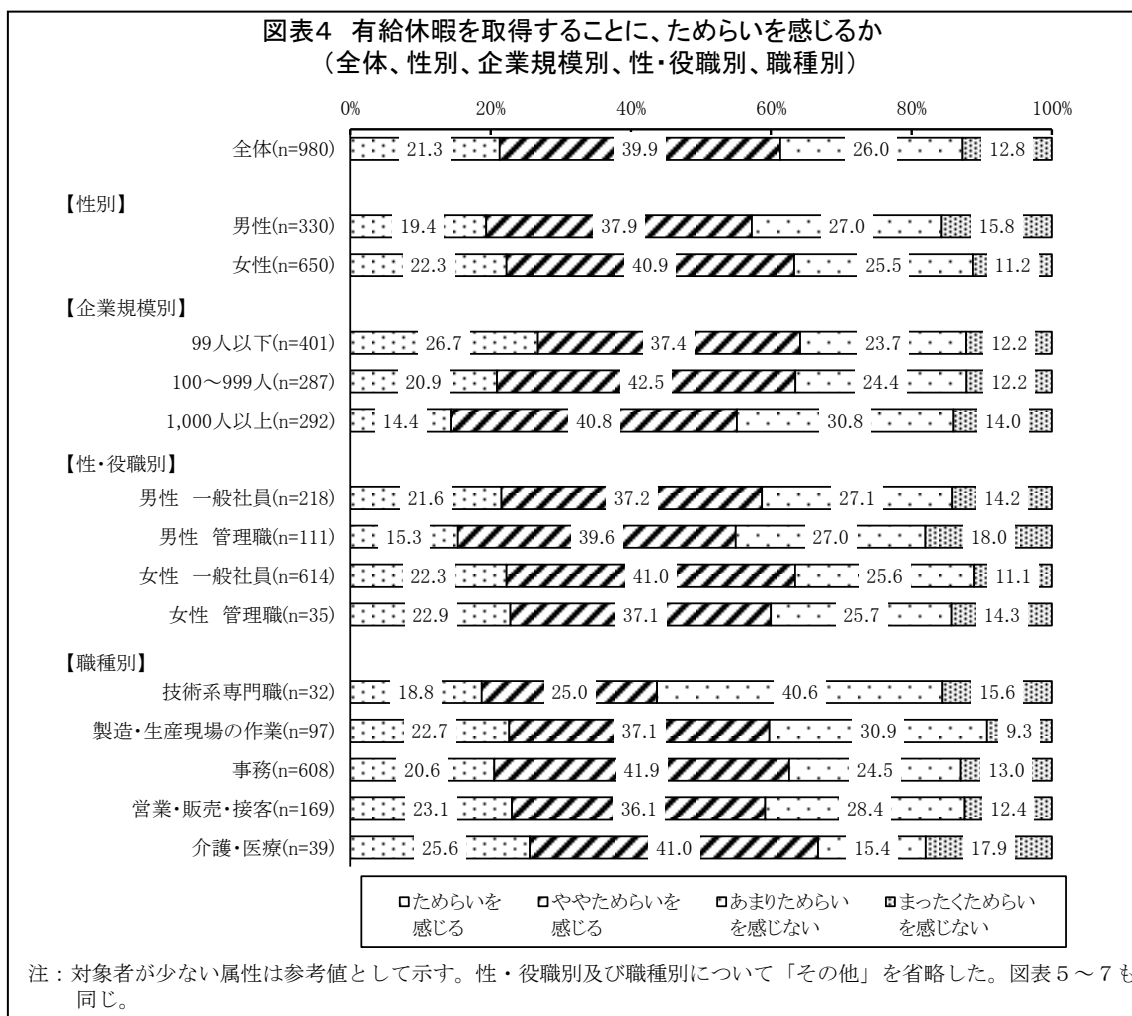 図表4 有給休暇を取得することに、ためらいを感じるか
(全体、性別、企業規模別、性・役職別、職種別)
0% 20% 40% 60% 80% 100%
全体(n=980) 21.3 39.9 26.0 12.8
【性別】
男性(n=330) 19.4 37.9 27.0 15.8
女性(n=650) 22.3 40.9 25.5 11.2
【企業規模別】
99人以下(n=401) 26.7 37.4 23.7 12.2
100～999人(n=287) 20.9 42.5 24.4 12.2
1,000人以上(n=292) 14.4 40.8 30.8 14.0
【性・役職別】
男性 一般社員(n=218) 21.6 37.2 27.1 14.2
男性 管理職(n=111) 15.3 39.6 27.0 18.0
女性 一般社員(n=614) 22.3 41.0 25.6 11.1
女性 管理職(n=35) 22.9 37.1 25.7 14.3
【職種別】
技術系専門職(n=32) 18.8 25.0 40.6 15.6
製造・生産現場の作業(n=97) 22.7 37.1 30.9 9.3
事務(n=608) 20.6 41.9 24.5 13.0
営業・販売・接客(n=169) 23.1 36.1 28.4 12.4
介護・医療(n=39) 25.6 41.0 15.4 17.9
ためらいを ややためらいを あまりためらい まったくためらい
感じる 感じる を感じない を感じない
注：対象者が少ない属性は参考値として示す。性・役職別及び職種別について「その他」を省略した。図表5～7も
同じ。